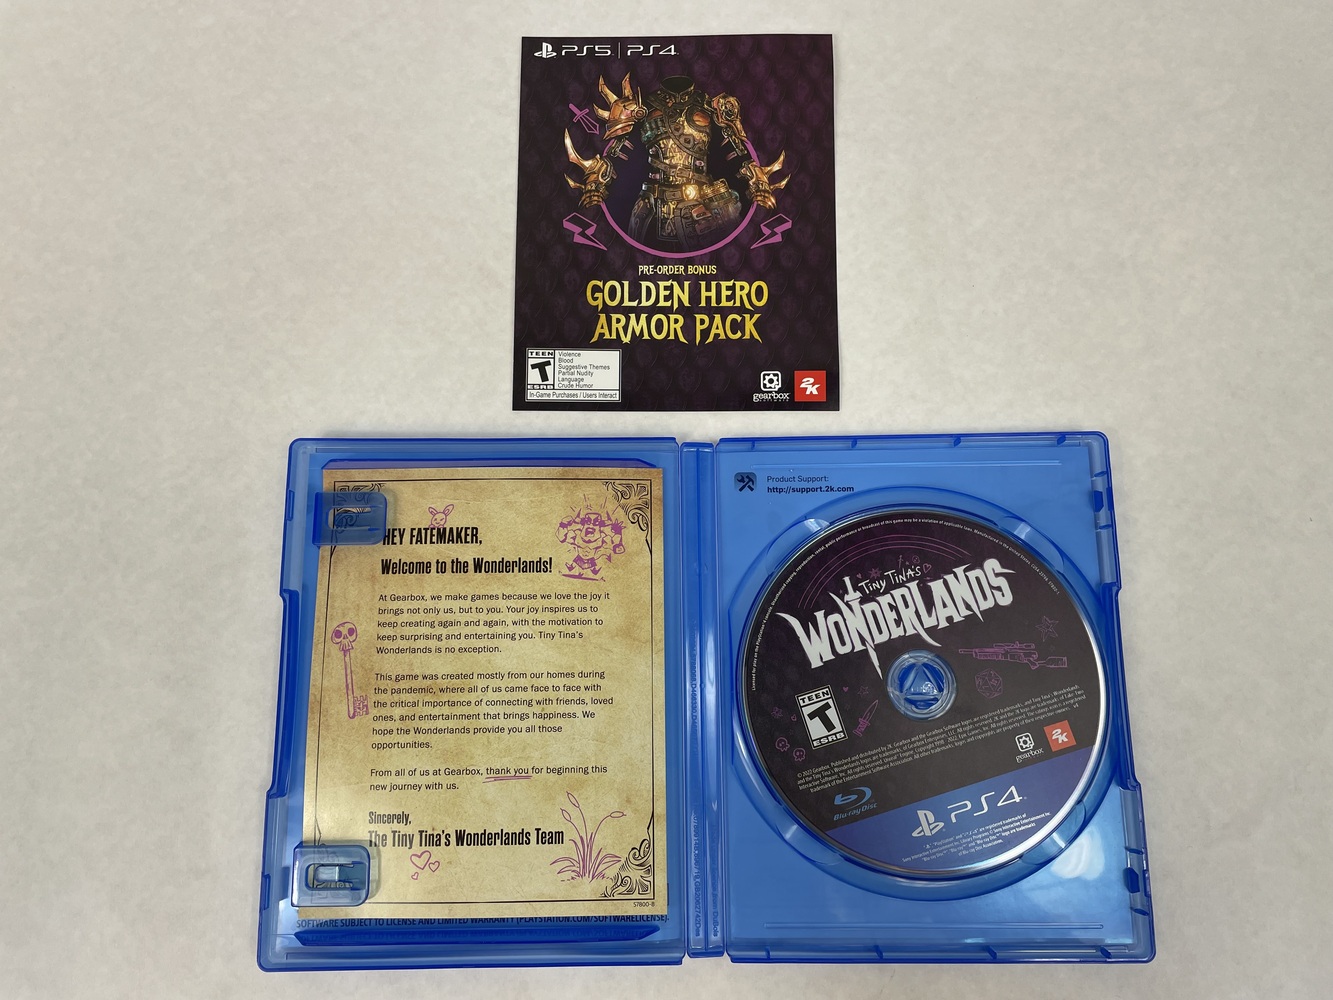 PS5 | PS4
PRE-ORDER BONUS
GOLDEN HERO
ARMOR PACK
TEEN
T
ESRB
Violence
Blood
Suggestive Themes
Partial Nudity
Language
Crude Humor
In-Game Purchases / Users Interact
gearbox
software
2K
HEY FATEMAKER,
Welcome to the Wonderlands!
At Gearbox, we make games because we love the joy it
brings not only us, but to you. Your joy inspires us to
keep creating again and again, with the motivation to
keep surprising and entertaining you. Tiny Tina's
Wonderlands is no exception.
This game was created mostly from our homes during
the pandemic, where all of us came face to face with
the critical importance of connecting with friends, loved
ones, and entertainment that brings happiness. We
hope the Wonderlands provide you all those
opportunities.
From all of us at Gearbox, thank you for beginning this
new journey with us.
Sincerely,
The Tiny Tina's Wonderlands Team
57800-B
SOFTWARE SUBJECT TO LICENSE AND LIMITED WARRANTY (PLAYSTATION.COM/SOFTWARELICENSE).
Product Support:
http://support.2k.com
TINY TINA'S
WONDERLANDS
TEEN
T
ESRB
gearbox
software
2K
Blu-ray Disc
PS4